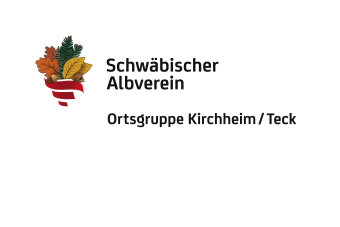 Schwäbischer
Albverein
Ortsgruppe Kirchheim / Teck